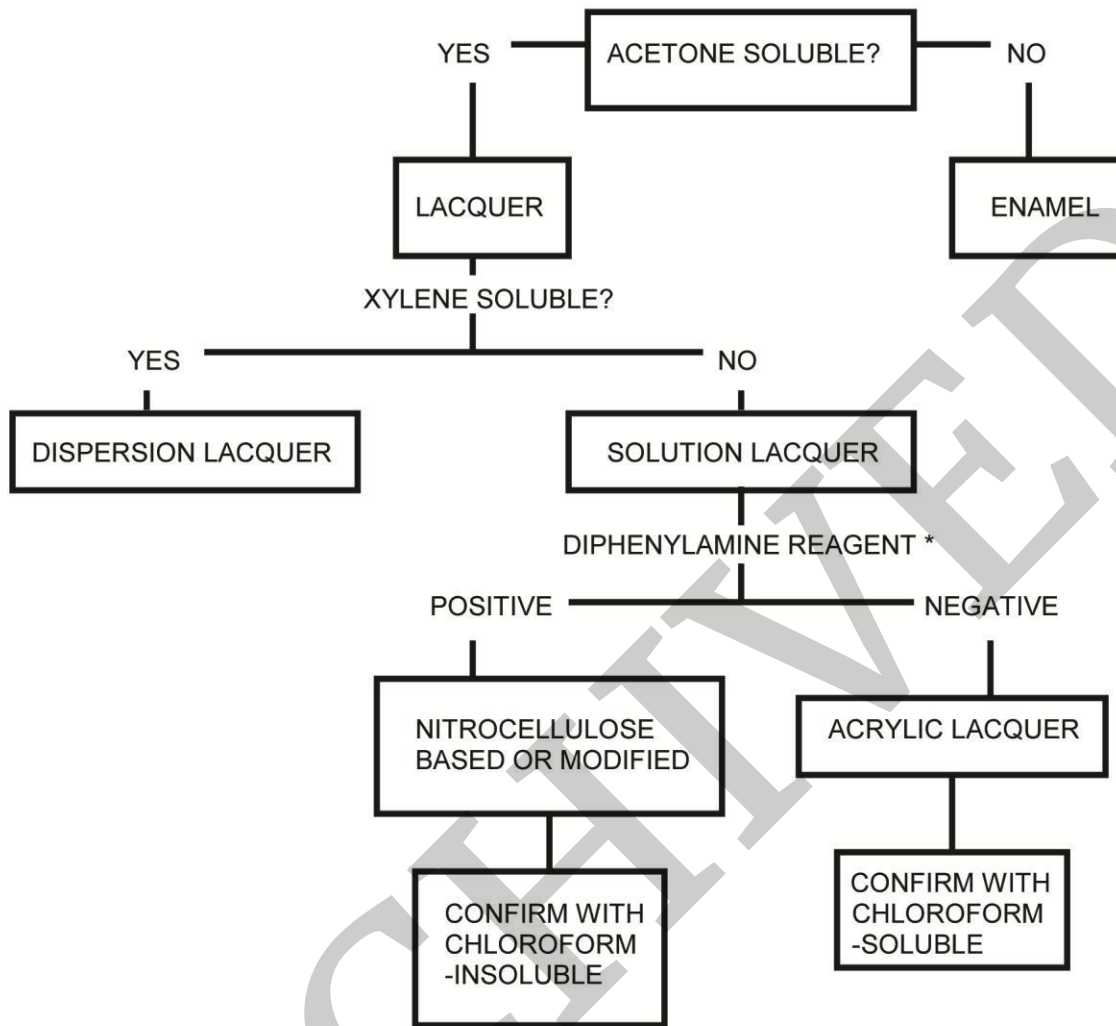 ACETONE SOLUBLE?
YES
NO
LACQUER
ENAMEL
XYLENE SOLUBLE?
YES
NO
DISPERSION LACQUER
SOLUTION LACQUER
DIPHENYLAMINE REAGENT *
POSITIVE
NEGATIVE
NITROCELLULOSE
BASED OR MODIFIED
ACRYLIC LACQUER
CONFIRM WITH
CHLOROFORM
-INSOLUBLE
CONFIRM WITH
CHLOROFORM
-SOLUBLE
CHIVED